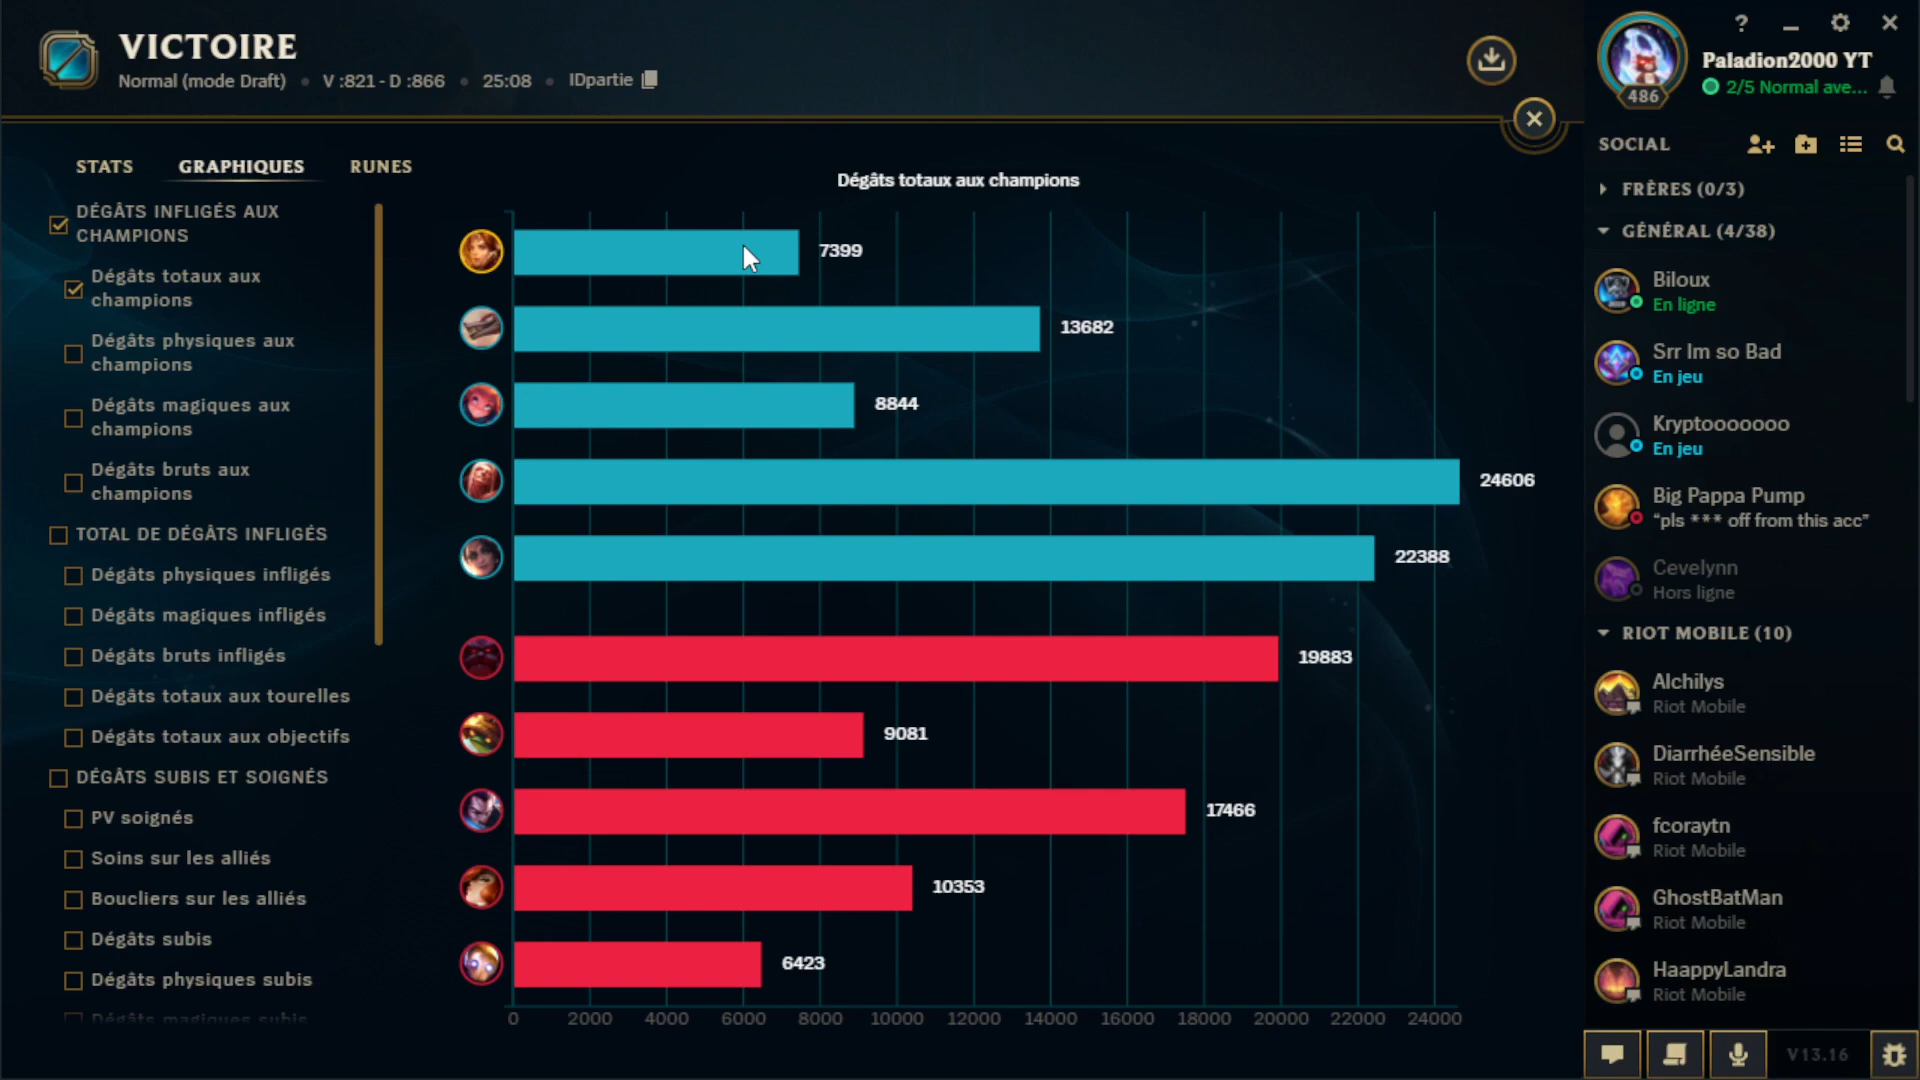 VICTOIRE
Normal (mode Draft) • V :821 - D :866 • 25:08 • IDpartie
STATS GRAPHIQUES RUNES
DÉGÂTS INFLIGÉS AUX
CHAMPIONS
Dégâts totaux aux
champions
Dégâts physiques aux
champions
Dégâts magiques aux
champions
Dégâts bruts aux
champions
TOTAL DE DÉGÂTS INFLIGÉS
Dégâts physiques infligés
Dégâts magiques infligés
Dégâts bruts infligés
Dégâts totaux aux tourelles
Dégâts totaux aux objectifs
DÉGÂTS SUBIS ET SOIGNÉS
PV soignés
Soins sur les alliés
Boucliers sur les alliés
Dégâts subis
Dégâts physiques subis
Dégâts magiques subis
Dégâts totaux aux champions
7399
13682
8844
24606
22388
19883
9081
17466
10353
6423
0 2000 4000 6000 8000 10000 12000 14000 16000 18000 20000 22000 24000
?
486
Paladion2000 YT
2/5 Normal ave...
SOCIAL
FRÈRES (0/3)
GÉNÉRAL (4/38)
Biloux
En ligne
Srr Im so Bad
En jeu
Kryptooooooo
En jeu
Big Pappa Pump
“pls *** off from this acc”
Cevelynn
Hors ligne
RIOT MOBILE (10)
Alchilys
Riot Mobile
DiarrhéeSensible
Riot Mobile
fcoraytn
Riot Mobile
GhostBatMan
Riot Mobile
HaappyLandra
Riot Mobile
V13.16